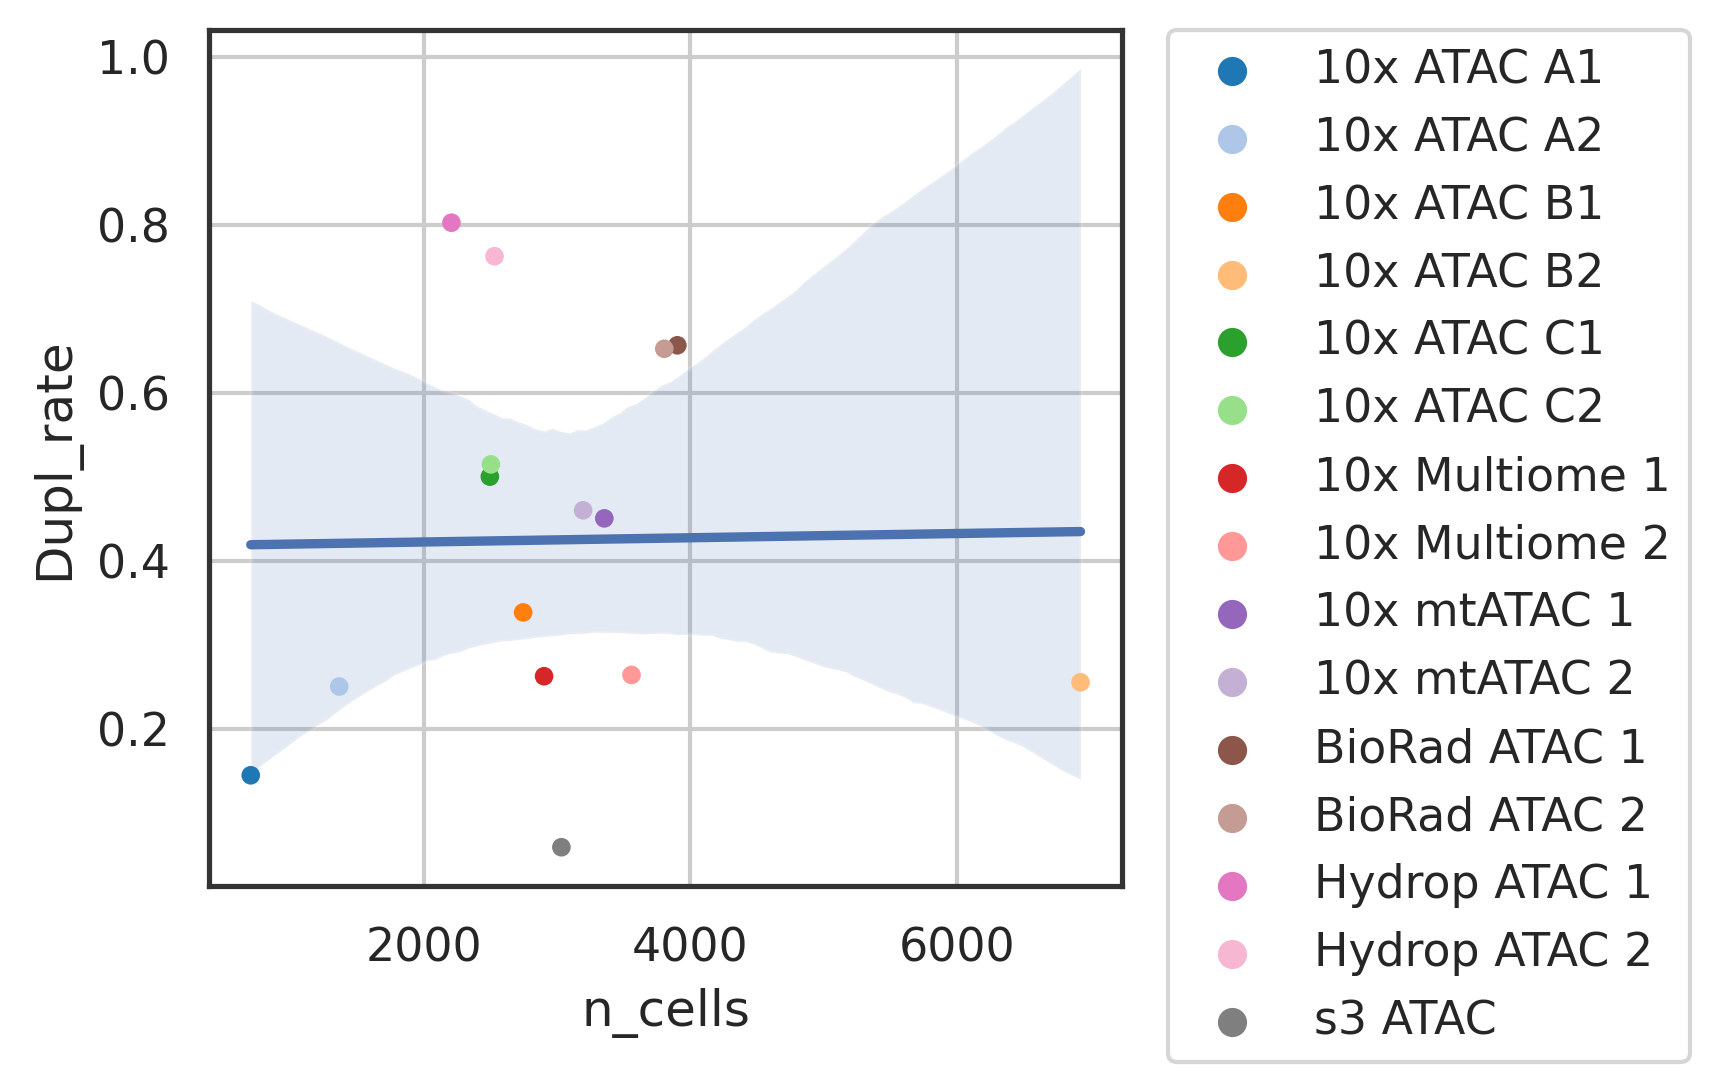 1.0
0.8
0.6
0.4
0.2
Dupl_rate
2000 4000 6000
n_cells
10x ATAC A1
10x ATAC A2
10x ATAC B1
10x ATAC B2
10x ATAC C1
10x ATAC C2
10x Multiome 1
10x Multiome 2
10x mtATAC 1
10x mtATAC 2
BioRad ATAC 1
BioRad ATAC 2
Hydrop ATAC 1
Hydrop ATAC 2
s3 ATAC